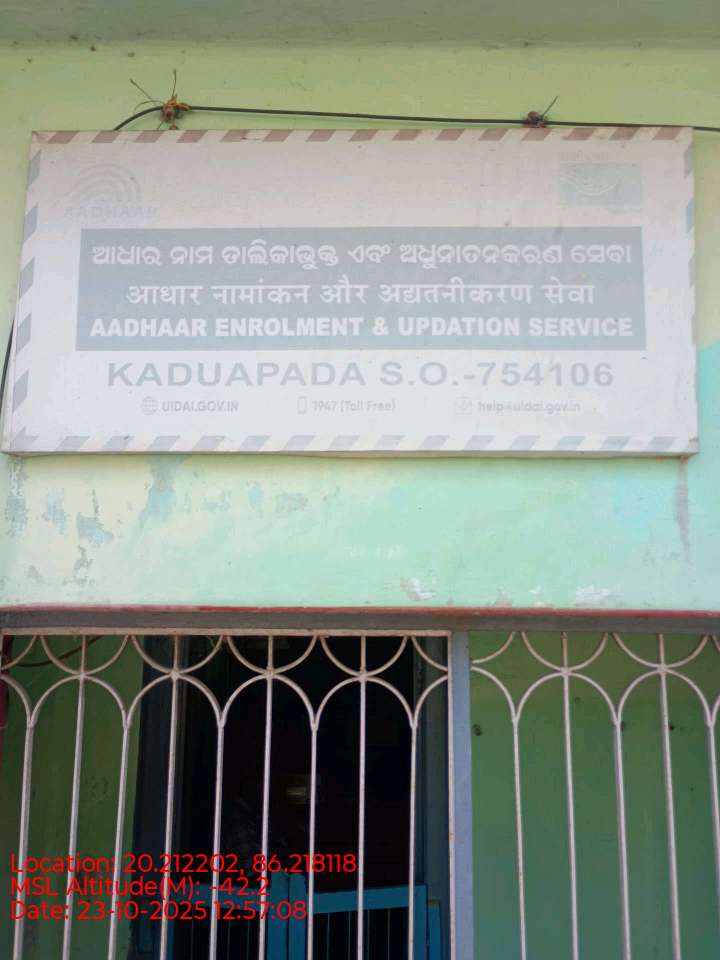 AADHAAR
ଆଧାର ନାମ ତାଲିକାଭୁକ୍ତ ଏବଂ ଅଧୁନାତନକରଣ ସେବା
आधार नामांकन और अद्यतनीकरण सेवा
AADHAAR ENROLMENT & UPDATION SERVICE
KADUAPADA S.O.-754106
UIDAI.GOV.IN 1947 (Toll Free) help@uidai.gov.in
Location: 20.212202, 86.218118
MSL Altitude(M): -42.2
Date: 23-10-2025 12:57:08